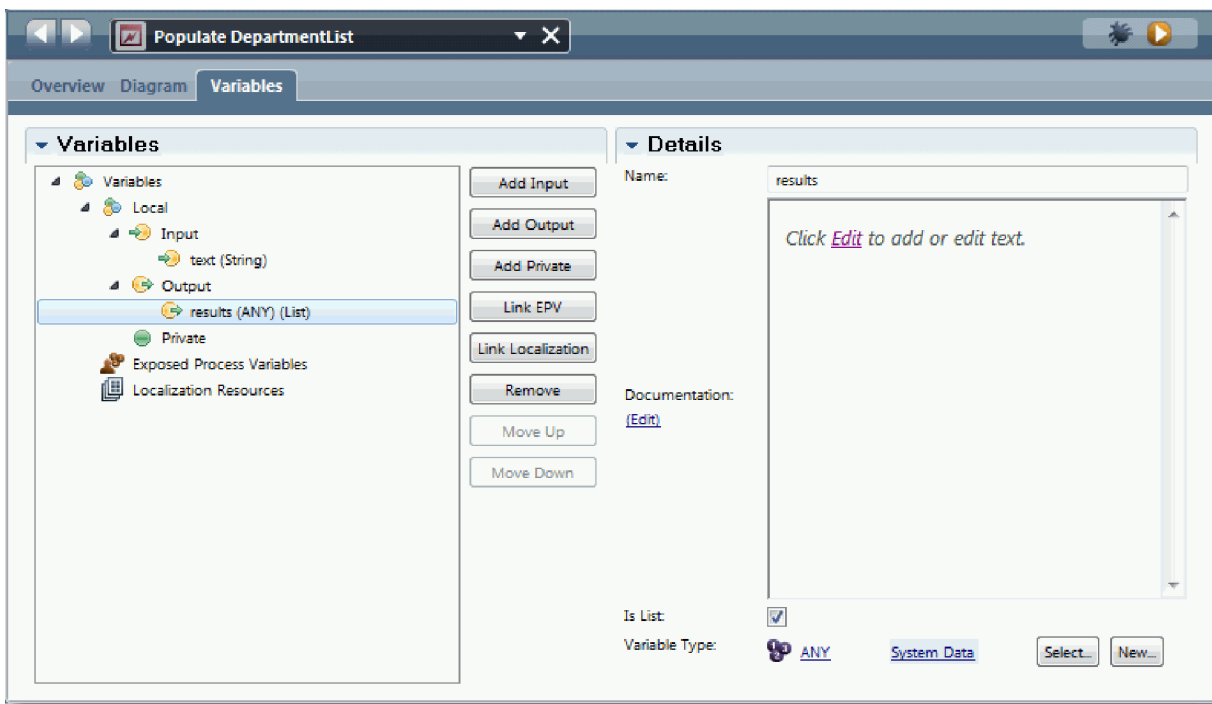 Populate DepartmentList
Overview Diagram Variables
Variables
Variables
Local
Input
text (String)
Output
results (ANY) (List)
Private
Exposed Process Variables
Localization Resources
Add Input
Add Output
Add Private
Link EPV
Link Localization
Remove
Move Up
Move Down
Details
Name:
results
Click Edit to add or edit text.
Documentation:
(Edit)
Is List:
Variable Type:
ANY
System Data
Select...
New...